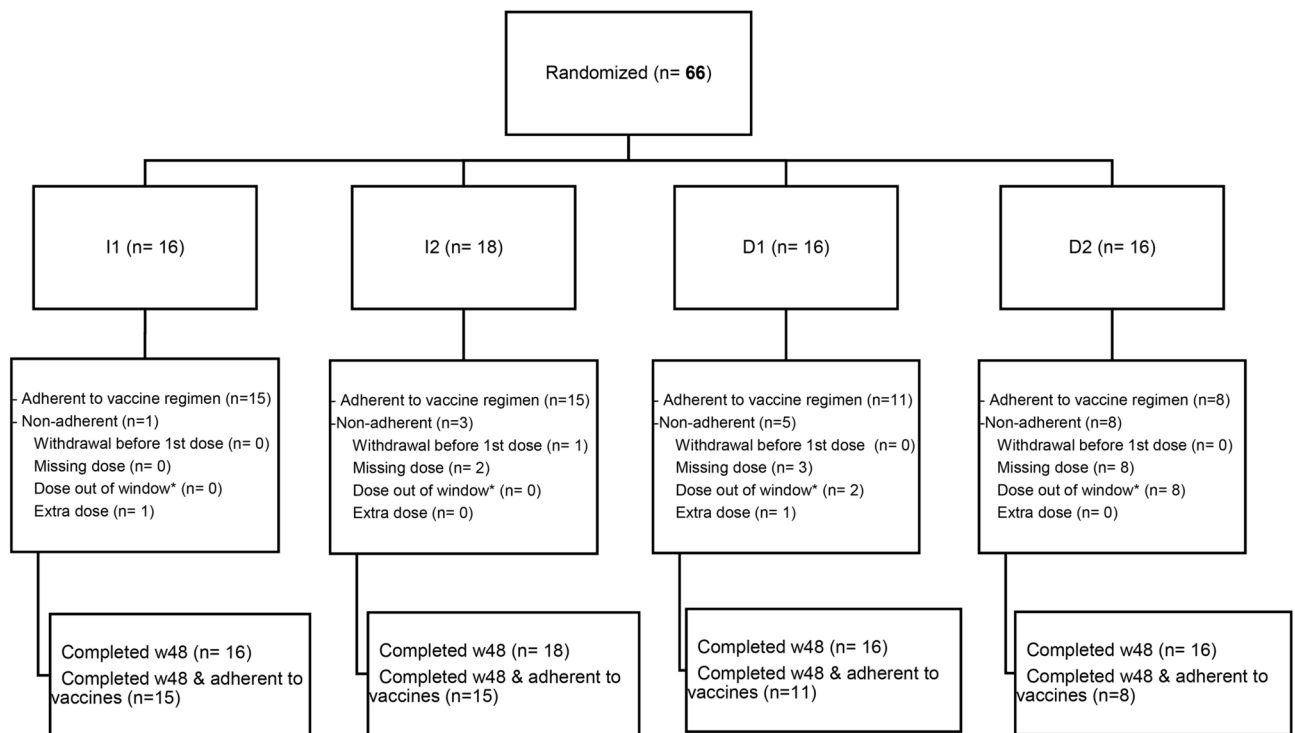 Randomized (n= 66)
I1 (n= 16)
I2 (n= 18)
D1 (n= 16)
D2 (n= 16)
- Adherent to vaccine regimen (n=15)
- Non-adherent (n=1)
Withdrawal before 1st dose (n= 0)
Missing dose (n= 0)
Dose out of window* (n= 0)
Extra dose (n= 1)
- Adherent to vaccine regimen (n=15)
-Non-adherent (n=3)
Withdrawal before 1st dose (n= 1)
Missing dose (n= 2)
Dose out of window* (n= 0)
Extra dose (n= 0)
- Adherent to vaccine regimen (n=11)
-Non-adherent (n=5)
Withdrawal before 1st dose (n= 0)
Missing dose (n= 3)
Dose out of window* (n= 2)
Extra dose (n= 1)
- Adherent to vaccine regimen (n=8)
- Non-adherent (n=8)
Withdrawal before 1st dose (n= 0)
Missing dose (n= 8)
Dose out of window* (n= 8)
Extra dose (n= 0)
Completed w48 (n= 16)
Completed w48 & adherent to
vaccines (n=15)
Completed w48 (n= 18)
Completed w48 & adherent to
vaccines (n=15)
Completed w48 (n= 16)
Completed w48 & adherent to
vaccines (n=11)
Completed w48 (n= 16)
Completed w48 & adherent to
vaccines (n=8)